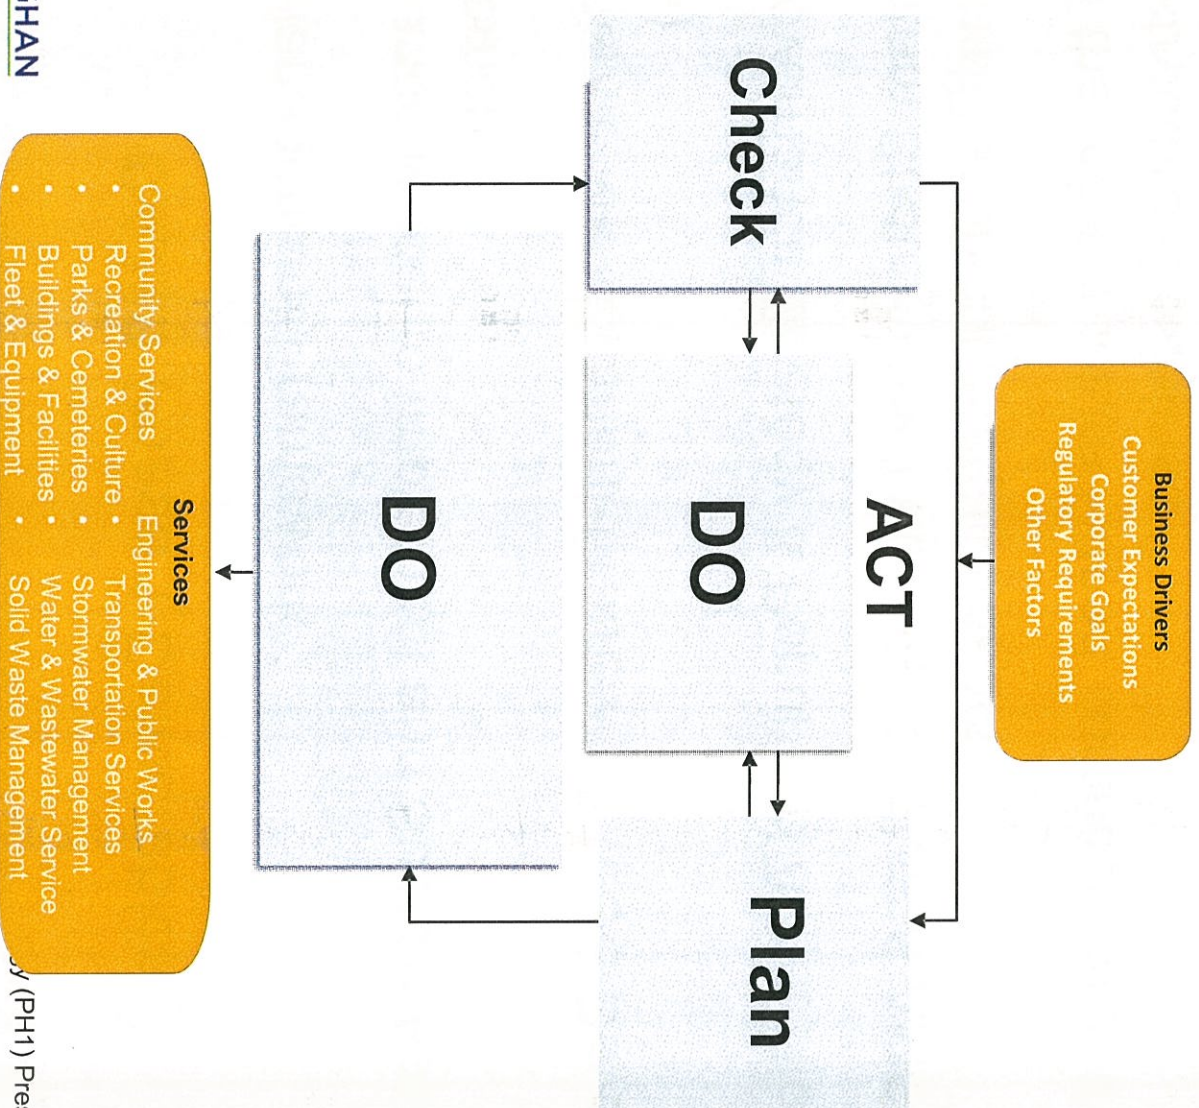 Business Drivers
Customer Expectations
Corporate Goals
Regulatory Requirements
Other Factors
ACT
Check
DO
Plan
DO
Services
Community Services
• Recreation & Culture
• Parks & Cemeteries
• Buildings & Facilities
• Fleet & Equipment
Engineering & Public Works
• Transportation Services
• Stormwater Management
• Water & Wastewater Service
• Solid Waste Management
(PH1)